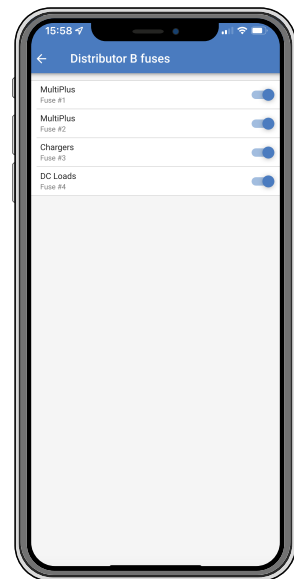 15:58
Distributor B fuses
MultiPlus
Fuse #1
MultiPlus
Fuse #2
Chargers
Fuse #3
DC Loads
Fuse #4